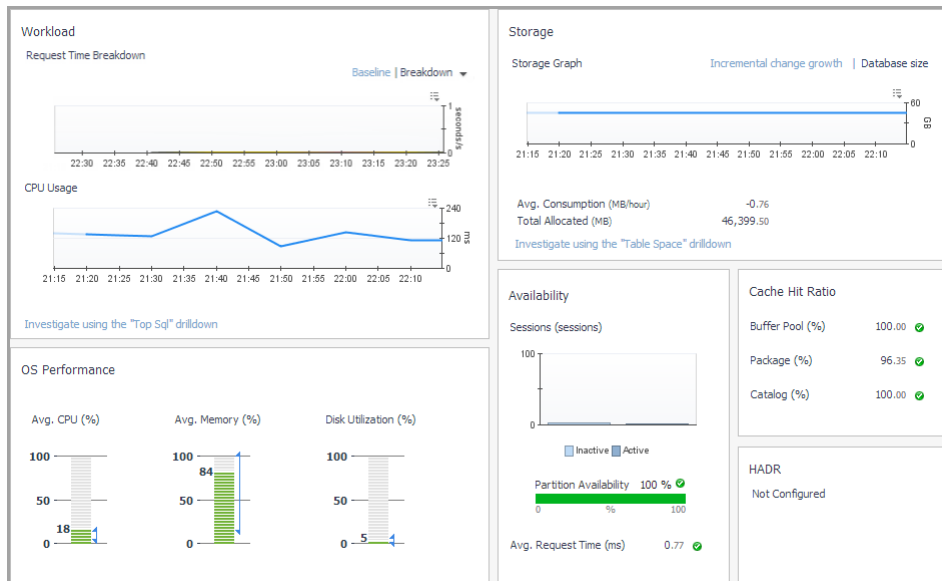 Workload
Request Time Breakdown
Baseline | Breakdown
1
seconds/s
0
22:30 22:35 22:40 22:45 22:50 22:55 23:00 23:05 23:10 23:15 23:20 23:25
CPU Usage
240
120
ms
0
21:15 21:20 21:25 21:30 21:35 21:40 21:45 21:50 21:55 22:00 22:05 22:10
Investigate using the "Top Sql" drilldown
OS Performance
Avg. CPU (%) Avg. Memory (%) Disk Utilization (%)
100 100 100
84
50 50 50
18 5
0 0 0
Storage
Storage Graph Incremental change growth | Database size
60
GB
0
21:15 21:20 21:25 21:30 21:35 21:40 21:45 21:50 21:55 22:00 22:05 22:10
Avg. Consumption (MB/hour) -0.76
Total Allocated (MB) 46,399.50
Investigate using the "Table Space" drilldown
Availability
Sessions (sessions)
100
0
Inactive Active
Partition Availability 100 %
0 % 100
Avg. Request Time (ms) 0.77
Cache Hit Ratio
Buffer Pool (%) 100.00
Package (%) 96.35
Catalog (%) 100.00
HADR
Not Configured